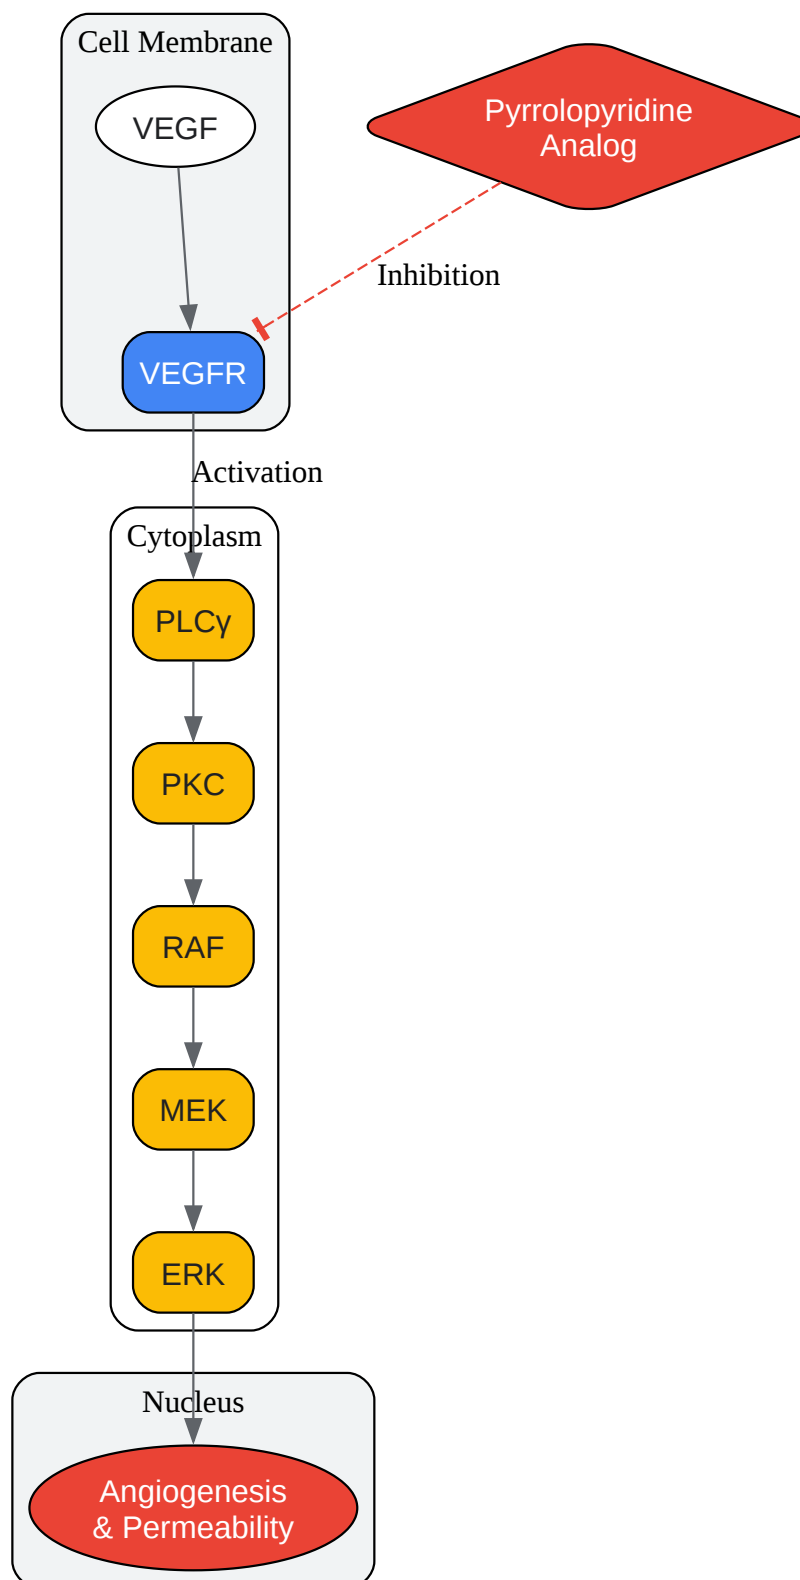 Cell Membrane
VEGF
Pyrrolopyridine
Analog
Inhibition
VEGFR
Activation
Cytoplasm
PLCγ
PKC
RAF
MEK
ERK
Nucleus
Angiogenesis
& Permeability